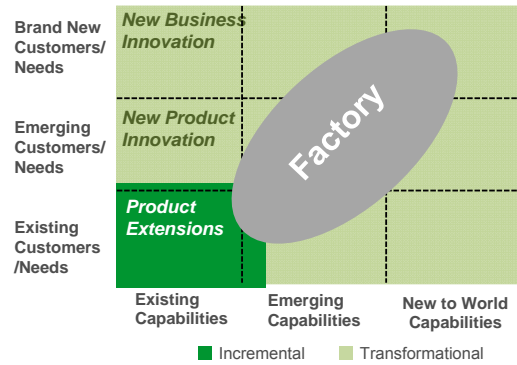 Brand New
Customers/
Needs
New Business
Innovation
Emerging
Customers/
Needs
New Product
Innovation
Factory
Existing
Customers
/Needs
Product
Extensions
Existing
Capabilities
Emerging
Capabilities
New to World
Capabilities
Incremental
Transformational